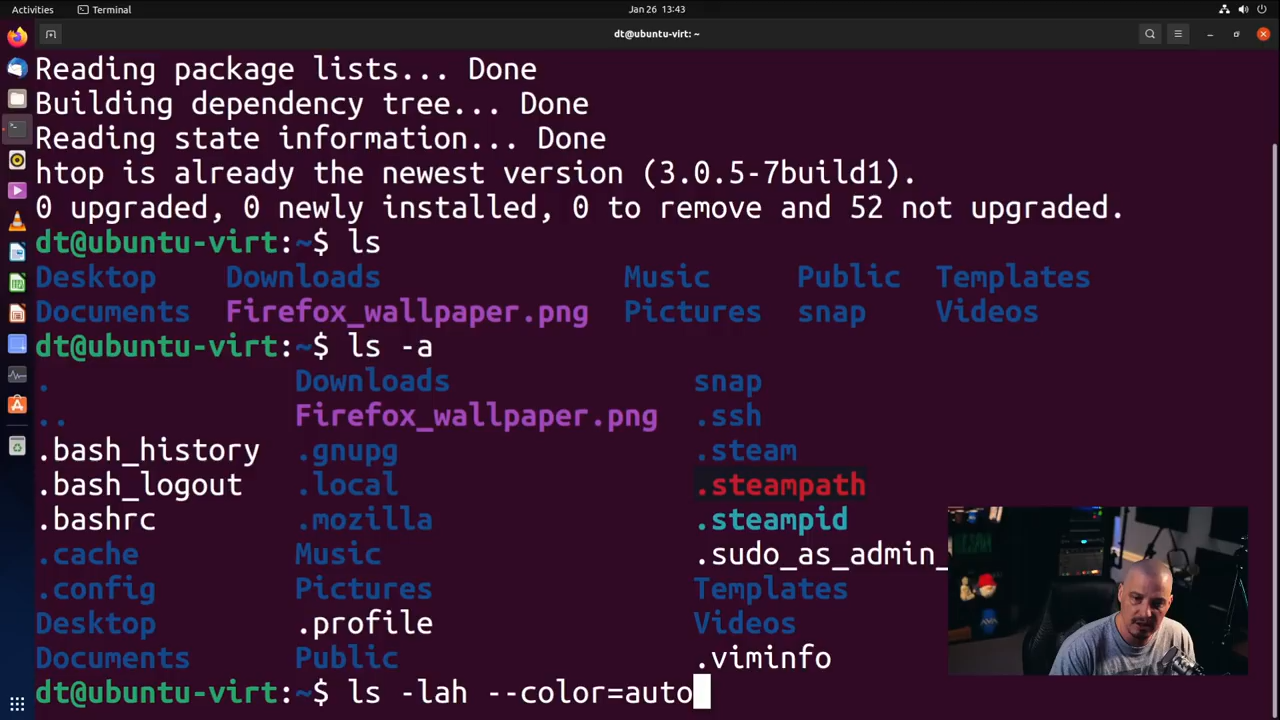 Activities Terminal Jan 26 13:43
dt@ubuntu-virt: ~
Reading package lists... Done
Building dependency tree... Done
Reading state information... Done
htop is already the newest version (3.0.5-7build1).
0 upgraded, 0 newly installed, 0 to remove and 52 not upgraded.
dt@ubuntu-virt:~$ ls
Desktop Downloads Music Public Templates
Documents Firefox_wallpaper.png Pictures snap Videos
dt@ubuntu-virt:~$ ls -a
. Downloads snap
.. Firefox_wallpaper.png .ssh
.bash_history .gnupg .steam
.bash_logout .local .steampath
.bashrc .mozilla .steampid
.cache Music .sudo_as_admin_
.config Pictures Templates
Desktop .profile Videos
Documents Public .viminfo
dt@ubuntu-virt:~$ ls -lah --color=auto